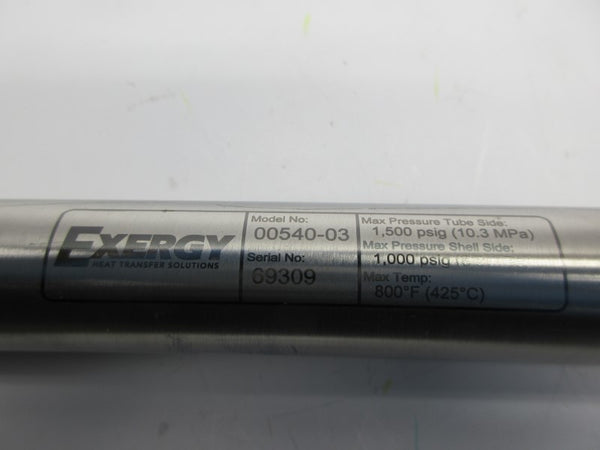 EXERGY
HEAT TRANSFER SOLUTIONS
Model No:
00540-03
Serial No:
69309
Max Pressure Tube Side:
1,500 psig (10.3 MPa)
Max Pressure Shell Side:
1,000 psig
Max Temp:
800°F (425°C)